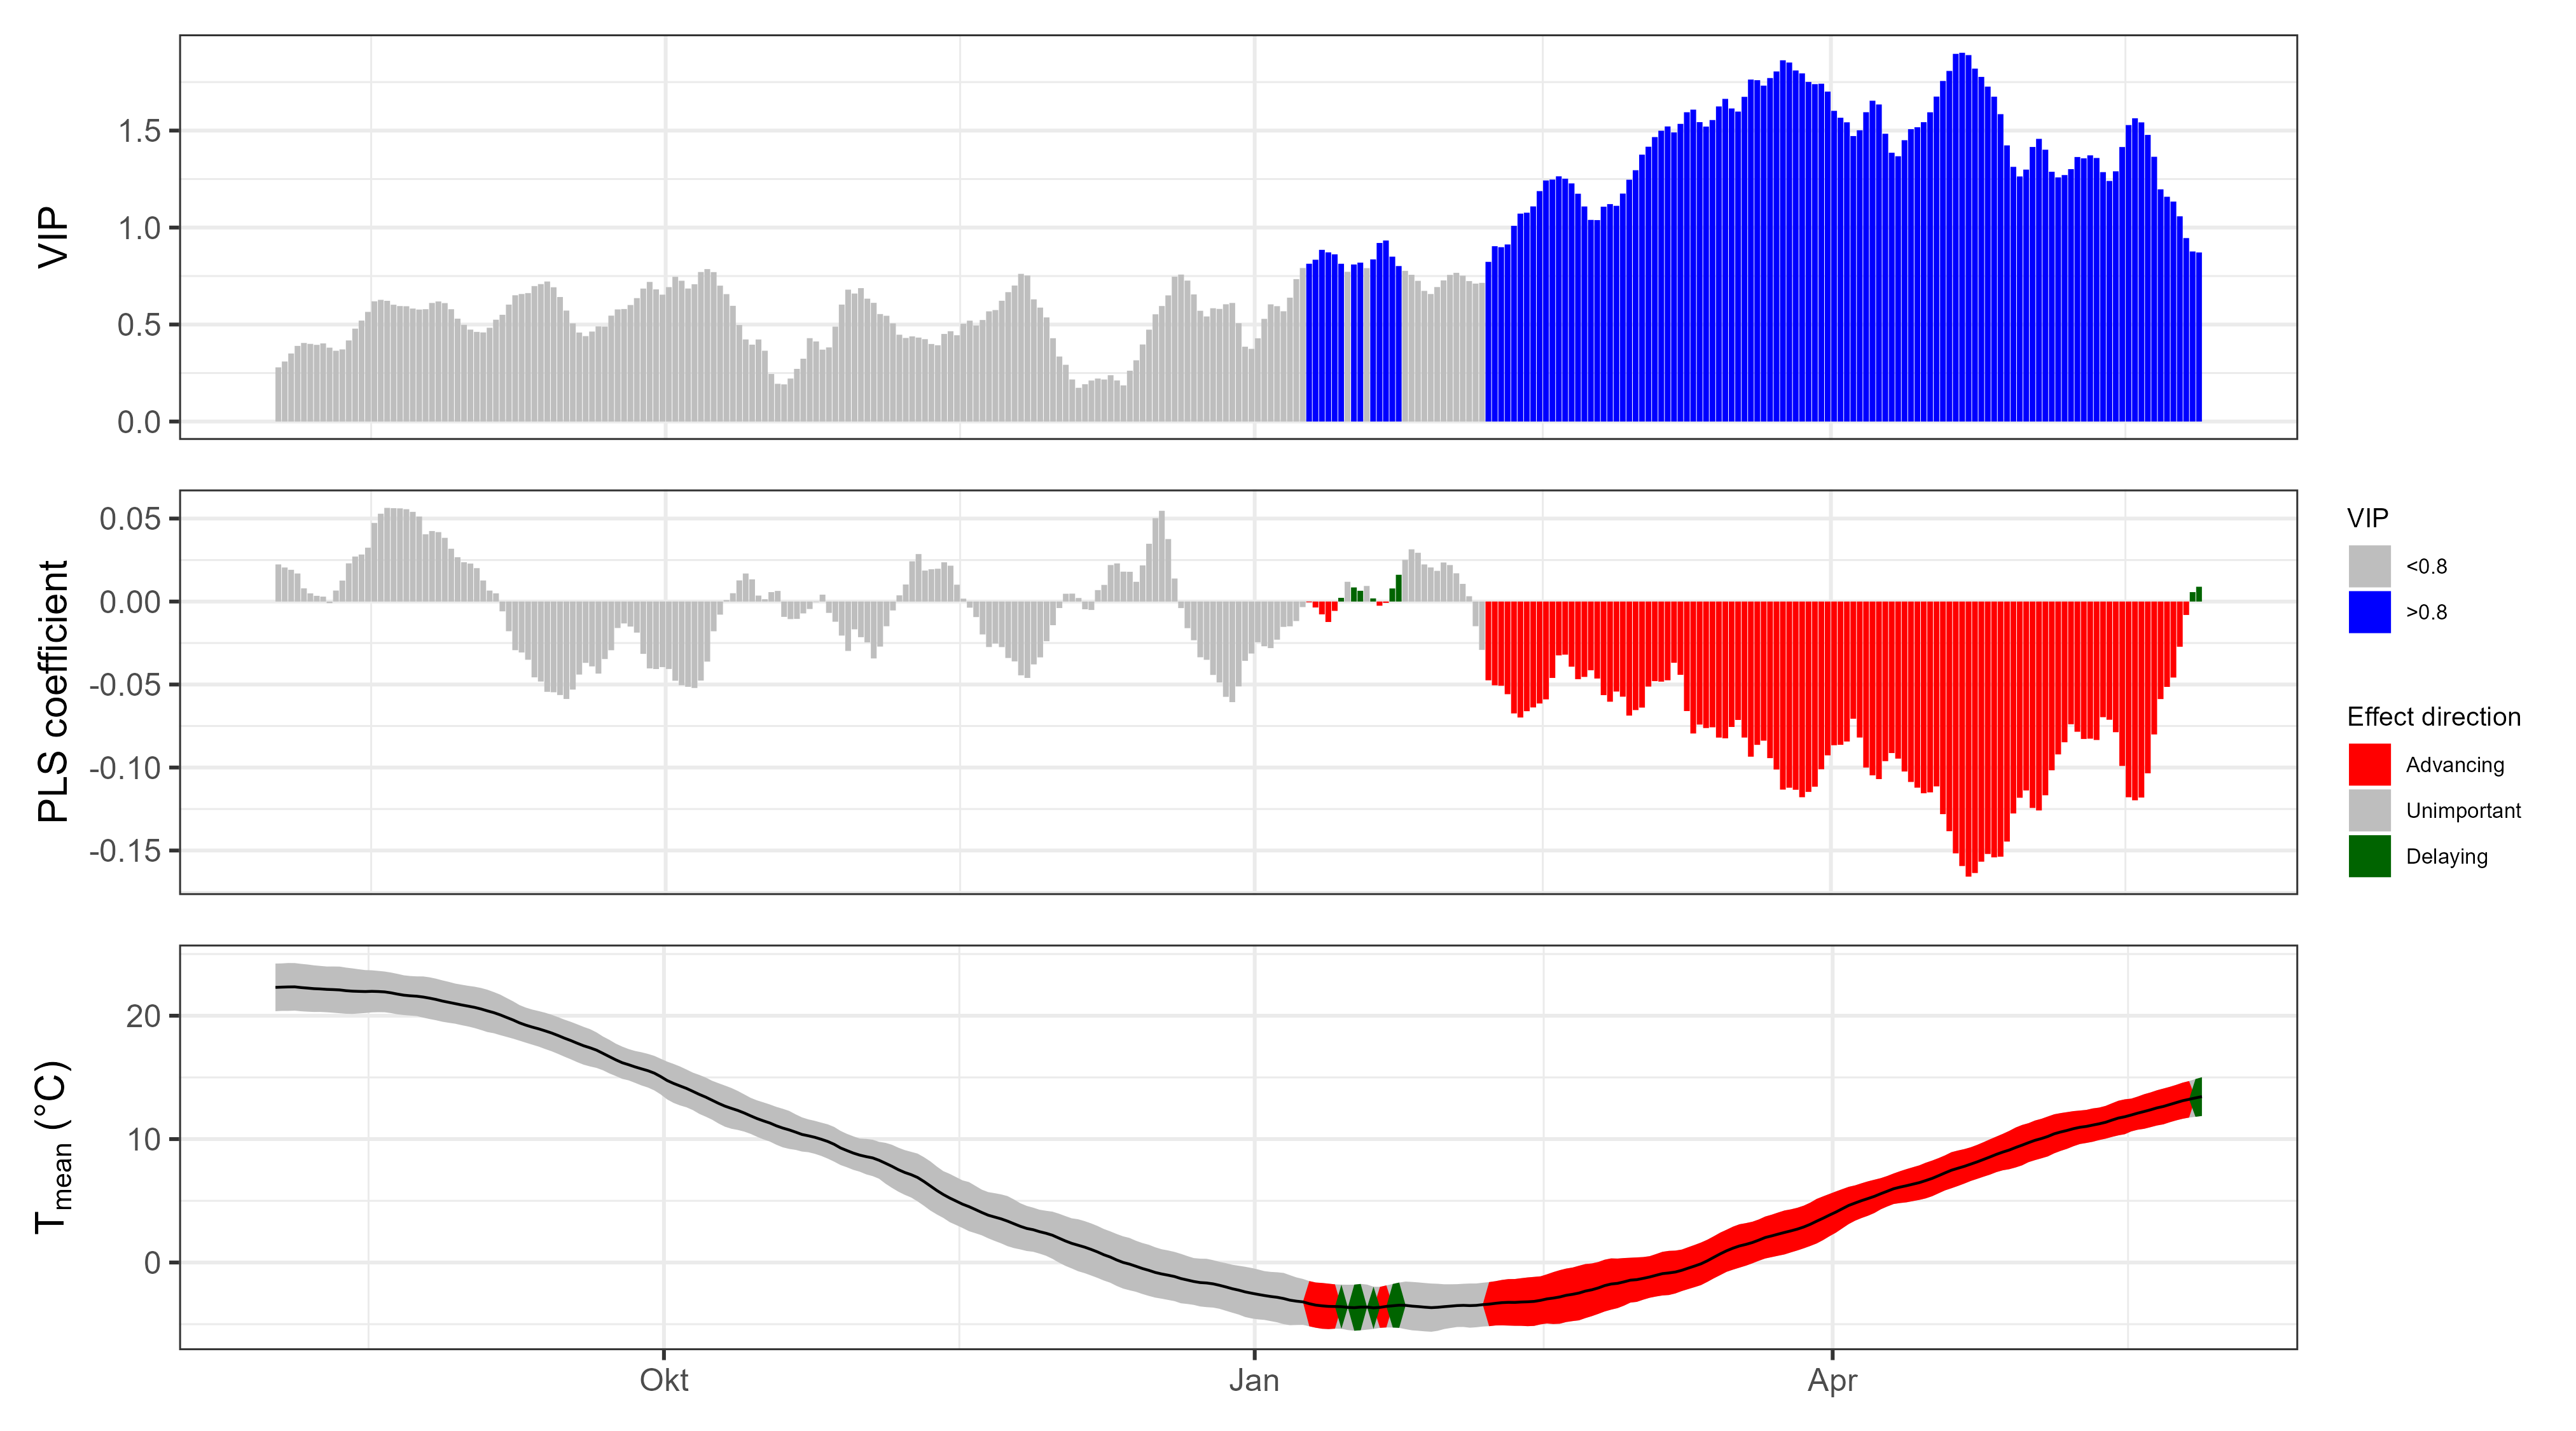 VIP
1.5
1.0
0.5
0.0
PLS coefficient
0.05
0.00
-0.05
-0.10
-0.15
VIP
<0.8
>0.8
Effect direction
Advancing
Unimportant
Delaying
Tmean (°C)
20
10
0
Okt Jan Apr